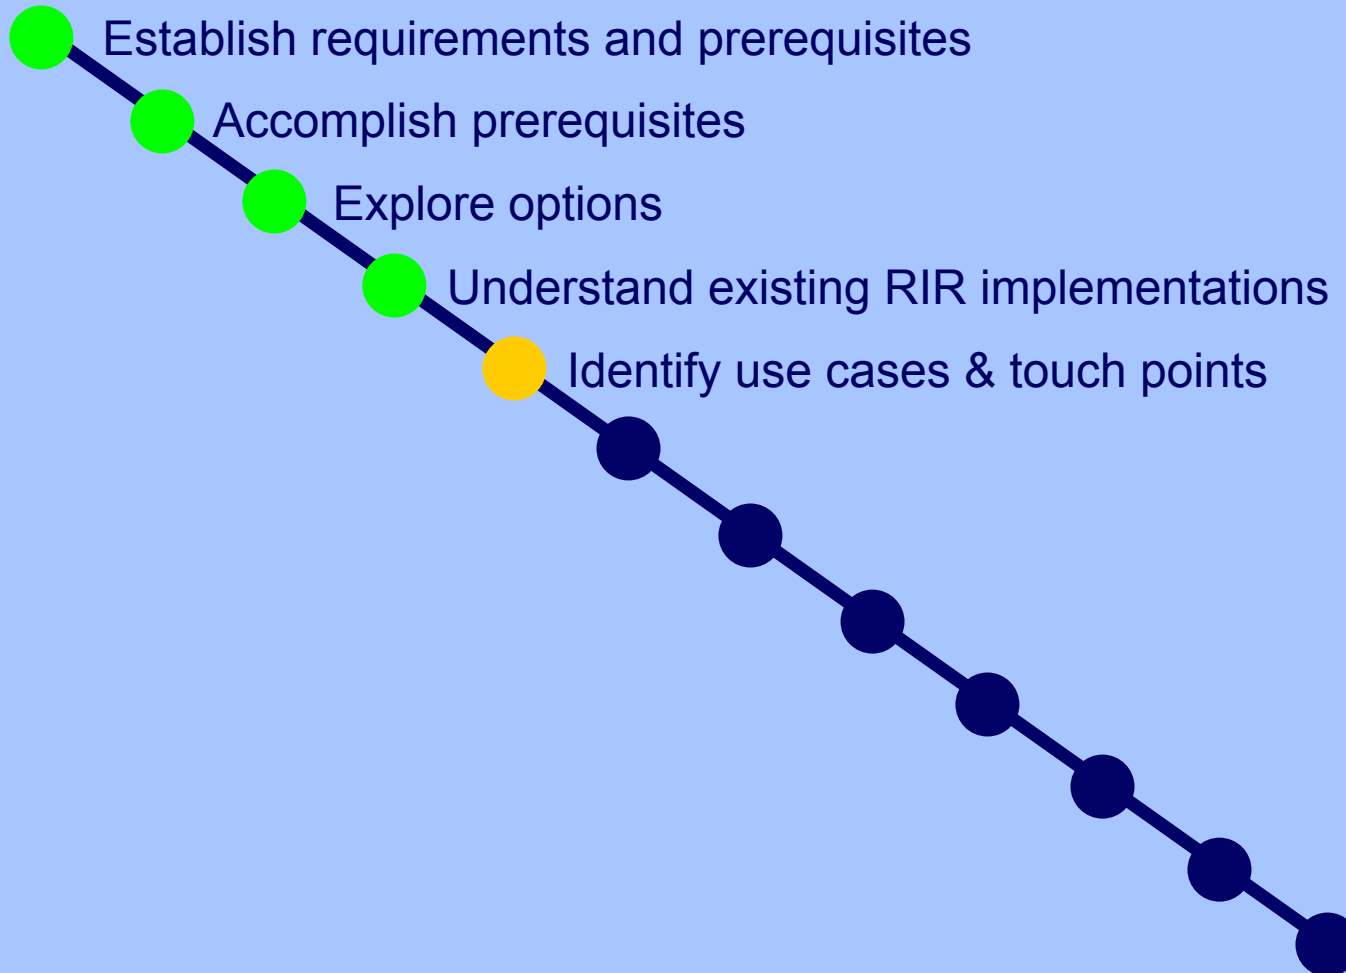 Establish requirements and prerequisites
Accomplish prerequisites
Explore options
Understand existing RIR implementations
Identify use cases & touch points